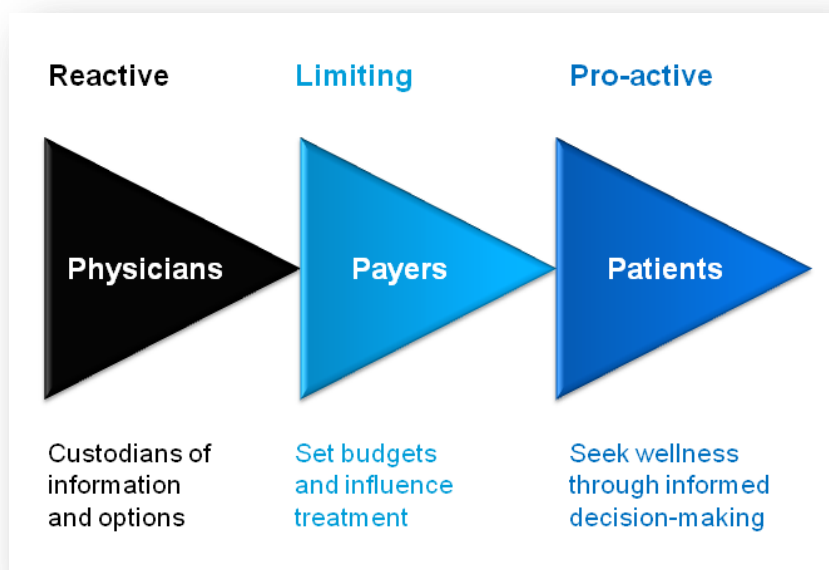 Reactive
Limiting
Pro-active
Physicians
Payers
Patients
Custodians of
information
and options
Set budgets
and influence
treatment
Seek wellness
through informed
decision-making